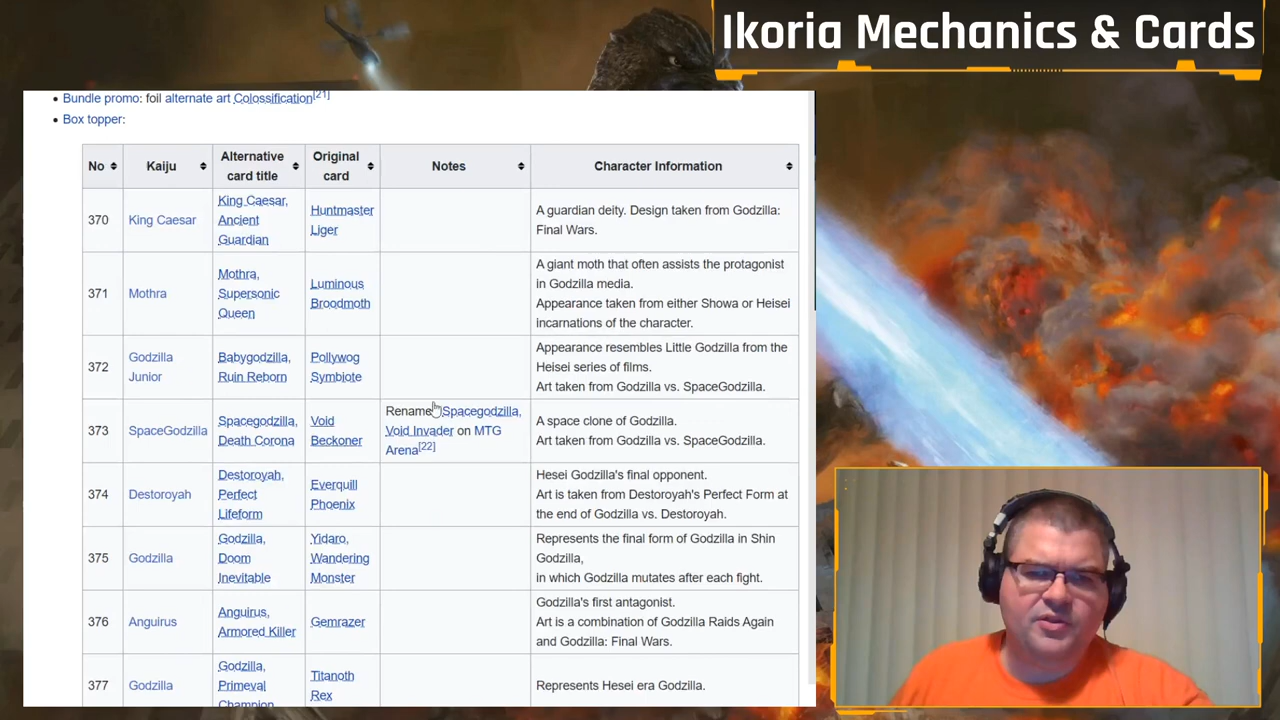 Ikoria Mechanics & Cards
Bundle promo: foil alternate art Colossification[21]
Box topper:
No Kaiju Alternative card title Original card Notes Character Information
370 King Caesar
King Caesar,
Ancient
Guardian
Huntmaster
Liger
A guardian deity. Design taken from Godzilla:
Final Wars.
371 Mothra
Mothra,
Supersonic
Queen
Luminous
Broodmoth
A giant moth that often assists the protagonist
in Godzilla media.
Appearance taken from either Showa or Heisei
incarnations of the character.
372
Godzilla
Junior
Babygodzilla,
Ruin Reborn
Pollywog
Symbiote
Appearance resembles Little Godzilla from the
Heisei series of films.
Art taken from Godzilla vs. SpaceGodzilla.
373 SpaceGodzilla
Spacegodzilla,
Death Corona
Void
Beckoner
Rename Spacegodzilla,
Void Invader on MTG
Arena[22]
A space clone of Godzilla.
Art taken from Godzilla vs. SpaceGodzilla.
374 Destoroyah
Destoroyah,
Perfect
Lifeform
Everquill
Phoenix
Hesei Godzilla's final opponent.
Art is taken from Destoroyah's Perfect Form at
the end of Godzilla vs. Destoroyah.
375 Godzilla
Godzilla,
Doom
Inevitable
Yidaro,
Wandering
Monster
Represents the final form of Godzilla in Shin
Godzilla,
in which Godzilla mutates after each fight.
376 Anguirus
Anguirus,
Armored Killer
Gemrazer
Godzilla's first antagonist.
Art is a combination of Godzilla Raids Again
and Godzilla: Final Wars.
377 Godzilla
Godzilla,
Primeval
Champion
Titanoth
Rex
Represents Hesei era Godzilla.